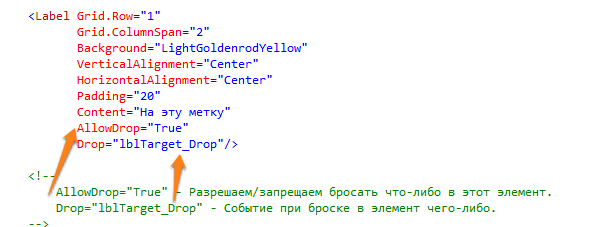 <Label Grid.Row="1"
Grid.ColumnSpan="2"
Background="LightGoldenrodYellow"
VerticalAlignment="Center"
HorizontalAlignment="Center"
Padding="20"
Content="На эту метку"
AllowDrop="True"
Drop="lblTarget_Drop"/>
<!--
AllowDrop="True" - Разрешаем/запрещаем бросать что-либо в этот элемент.
Drop="lblTarget_Drop" - Событие при броске в элемент чего-либо.
-->